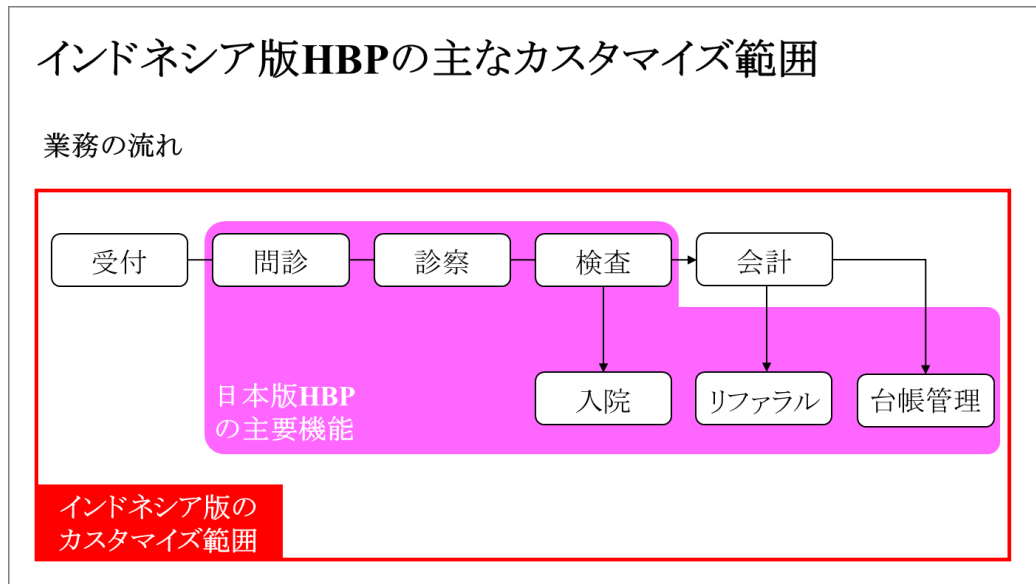 インドネシア版HBPの主なカスタマイズ範囲
業務の流れ
受付
問診
診察
検査
会計
入院
リファラル
台帳管理
日本版HBP
の主要機能
インドネシア版の
カスタマイズ範囲